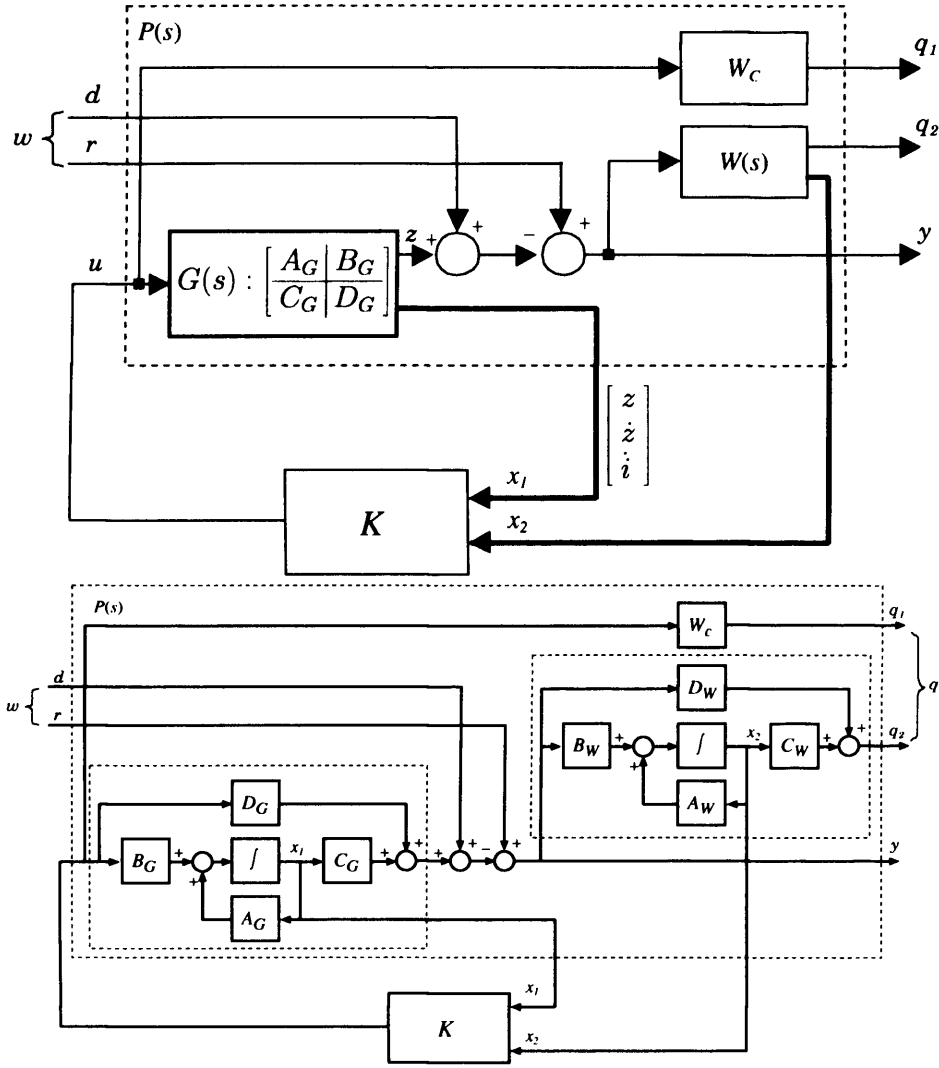 P(s)
W_C
q_1
d
w {
r
q_2
W(s)
+
+
z
+
-
+
y
u
G(s) : [ A_G | B_G
C_G | D_G ]
[ z
ż
i̇ ]
x_1
x_2
K
P(s)
W_c
q_1
d
w {
r
} q
D_W
B_W
+
+
∫
x_2
C_W
+
+
q_2
A_W
D_G
B_G
+
+
∫
x_1
C_G
+
+
+
+
-
+
y
A_G
x_1
K
x_2